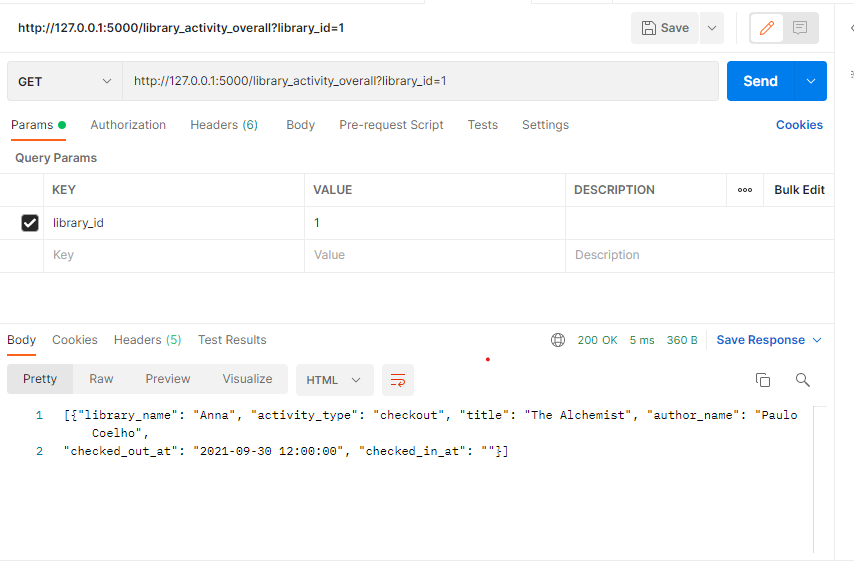 http://127.0.0.1:5000/library_activity_overall?library_id=1
Save
GET
http://127.0.0.1:5000/library_activity_overall?library_id=1
Send
Params Authorization Headers (6) Body Pre-request Script Tests Settings Cookies
Query Params
KEY VALUE DESCRIPTION ••• Bulk Edit
library_id 1
Key Value Description
Body Cookies Headers (5) Test Results 200 OK 5 ms 360 B Save Response
Pretty Raw Preview Visualize HTML
1 [{"library_name": "Anna", "activity_type": "checkout", "title": "The Alchemist", "author_name": "Paulo
Coelho",
2 "checked_out_at": "2021-09-30 12:00:00", "checked_in_at": ""}]